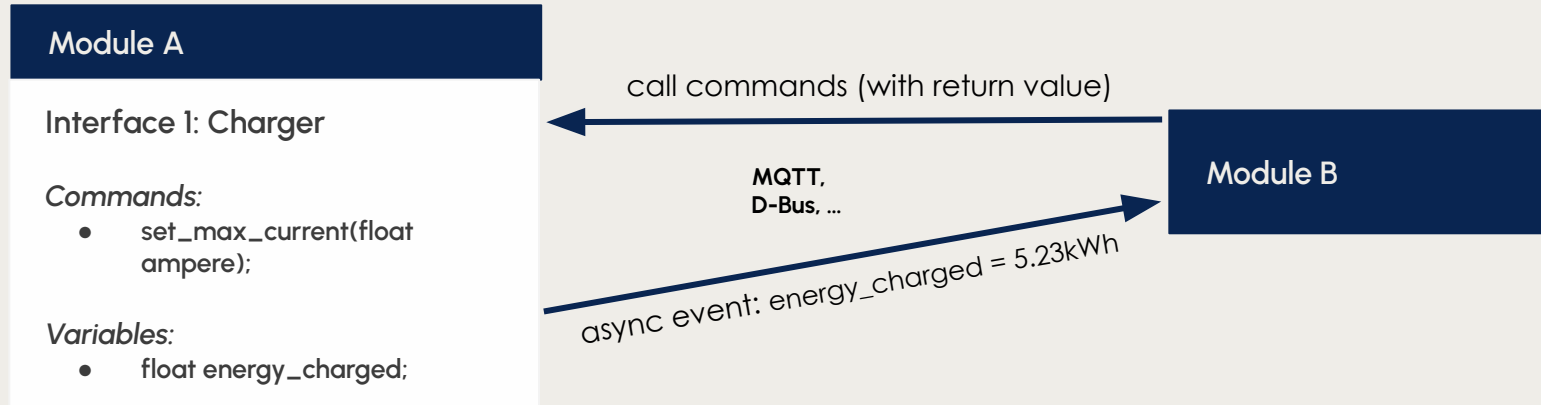 Module A
Interface 1: Charger
Commands:
● set_max_current(float
ampere);
Variables:
● float energy_charged;
call commands (with return value)
MQTT,
D-Bus, ...
async event: energy_charged = 5.23kWh
Module B